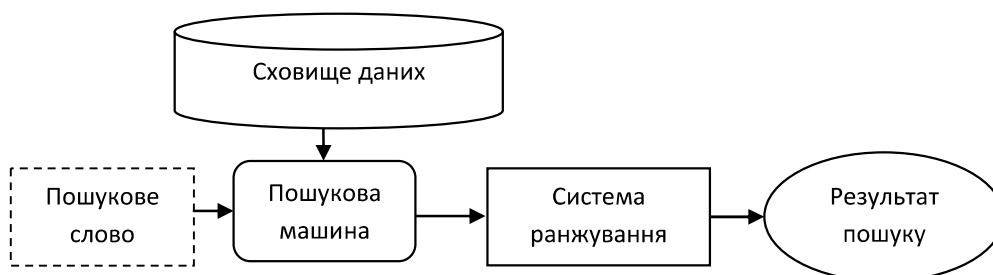 Сховище даних
Пошукове
слово
Пошукова
машина
Система
ранжування
Результат
пошуку